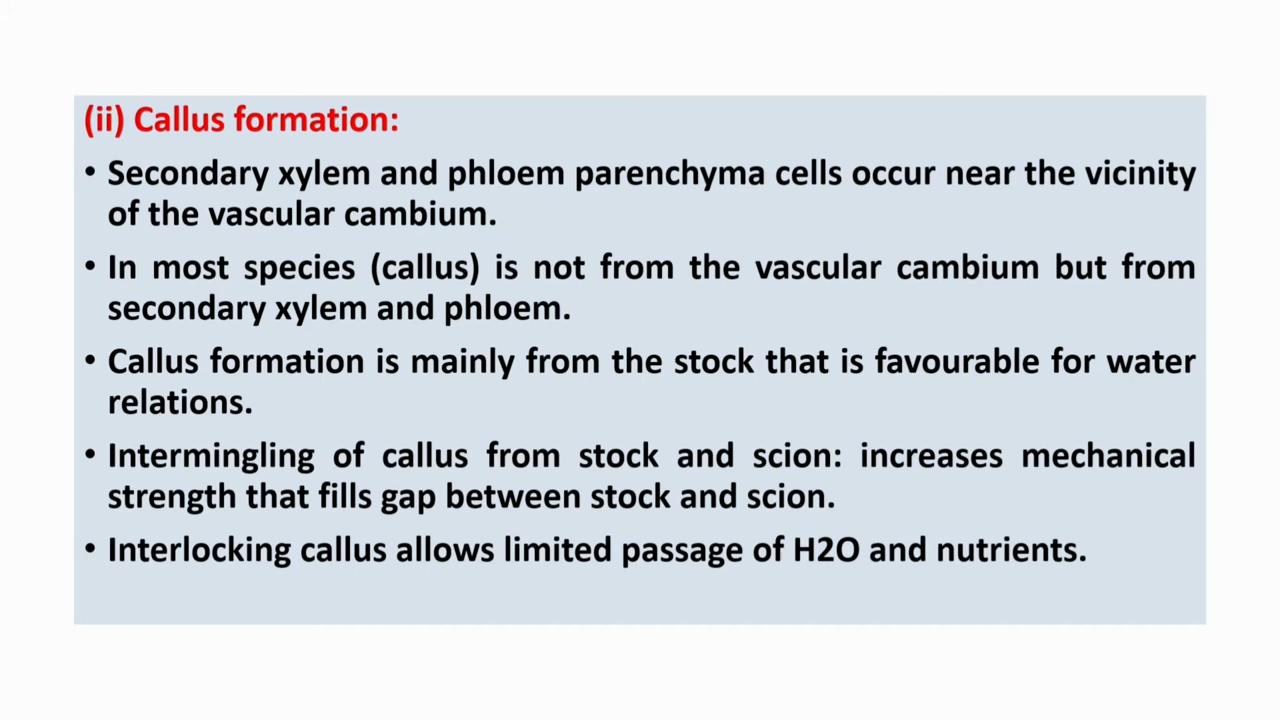 (ii) Callus formation:
• Secondary xylem and phloem parenchyma cells occur near the vicinity
of the vascular cambium.
• In most species (callus) is not from the vascular cambium but from
secondary xylem and phloem.
• Callus formation is mainly from the stock that is favourable for water
relations.
• Intermingling of callus from stock and scion: increases mechanical
strength that fills gap between stock and scion.
• Interlocking callus allows limited passage of H2O and nutrients.